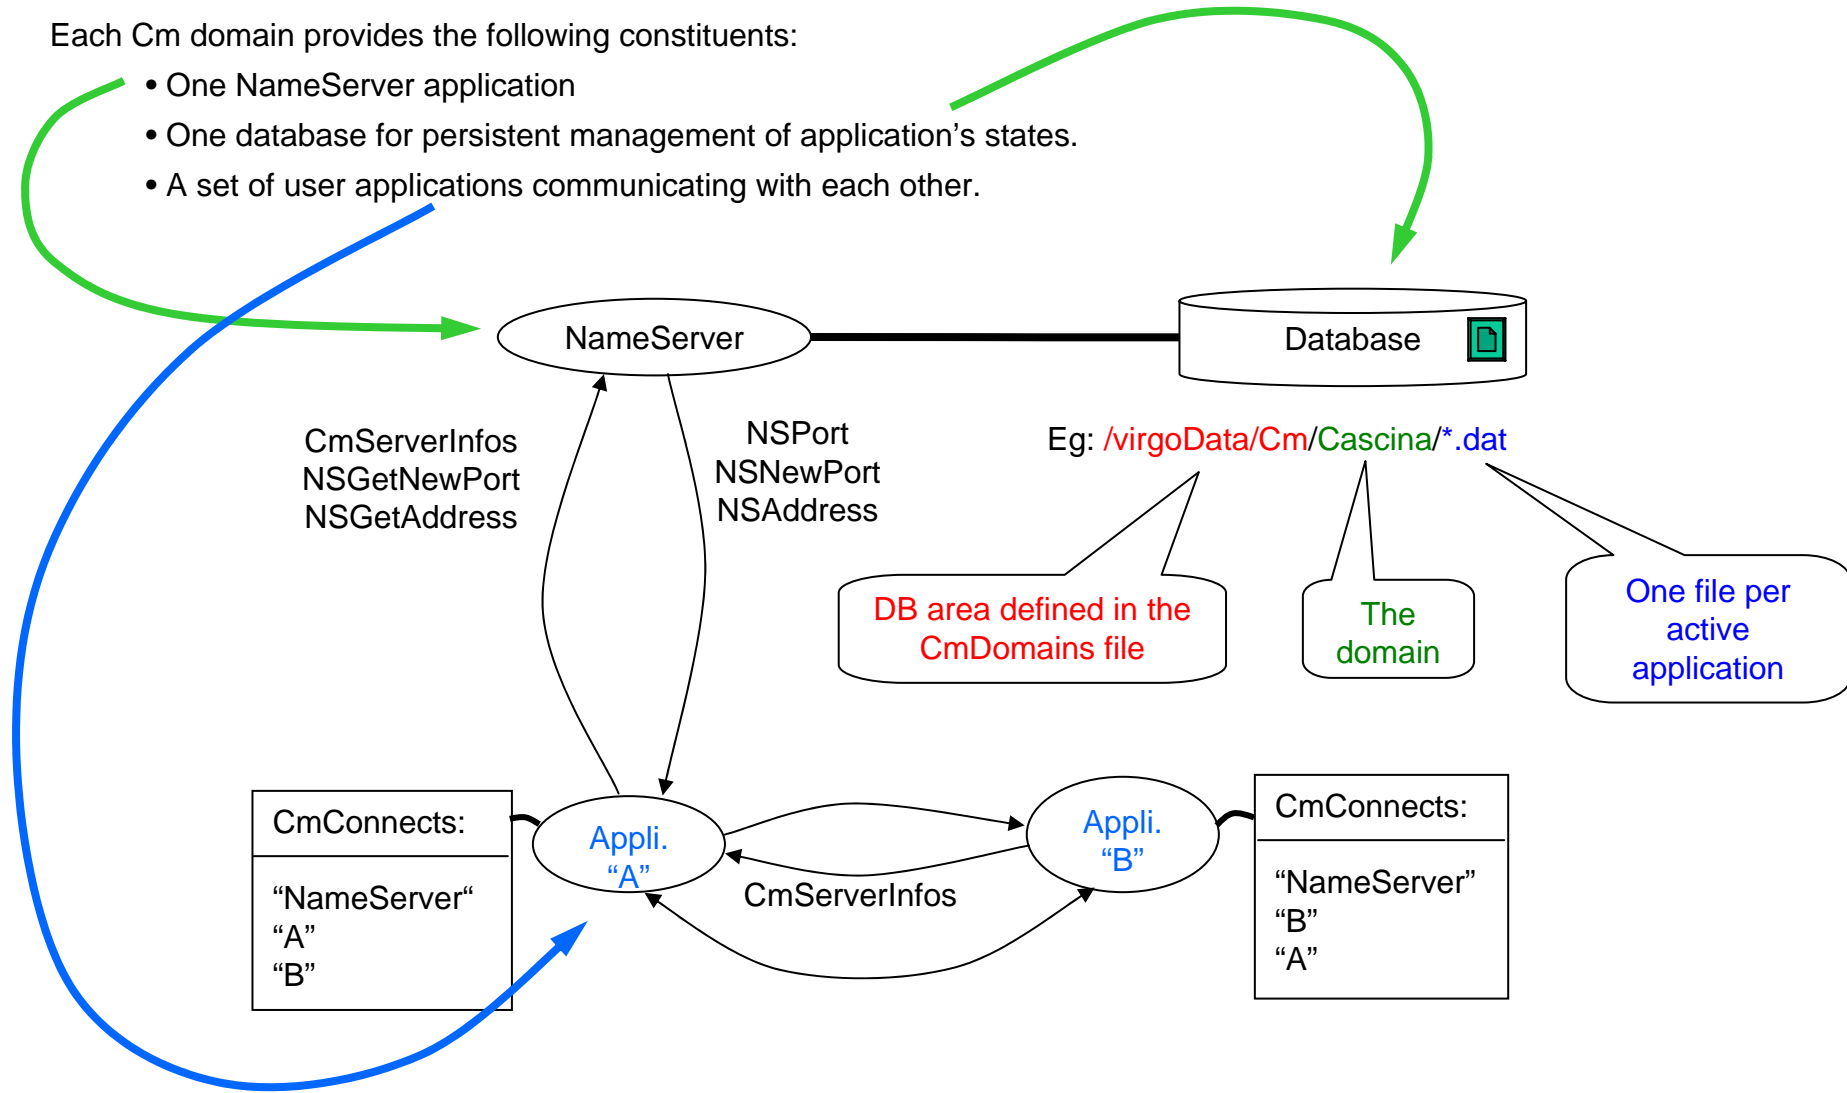 Each Cm domain provides the following constituents:
• One NameServer application
• One database for persistent management of application’s states.
• A set of user applications communicating with each other.
NameServer
Database
CmServerInfos
NSGetNewPort
NSGetAddress
NSPort
NSNewPort
NSAddress
Eg: /virgoData/Cm/Cascina/*.dat
DB area defined in the
CmDomains file
The
domain
One file per
active
application
CmConnects:
“NameServer“
“A”
“B”
Appli.
“A”
CmServerInfos
Appli.
“B”
CmConnects:
“NameServer”
“B”
“A”